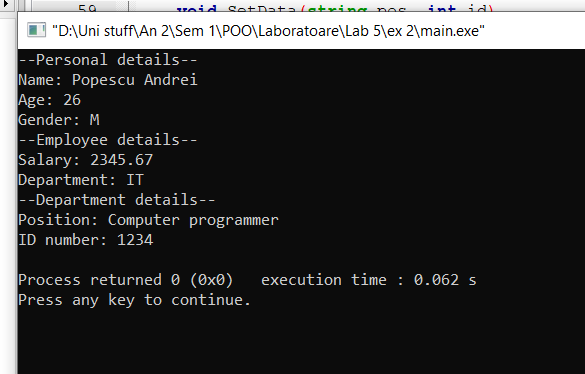 59 void SetData(string pos, int id)
"D:\Uni stuff\An 2\Sem 1\POO\Laboratoare\Lab 5\ex 2\main.exe"
--Personal details--
Name: Popescu Andrei
Age: 26
Gender: M
--Employee details--
Salary: 2345.67
Department: IT
--Department details--
Position: Computer programmer
ID number: 1234
Process returned 0 (0x0)   execution time : 0.062 s
Press any key to continue.